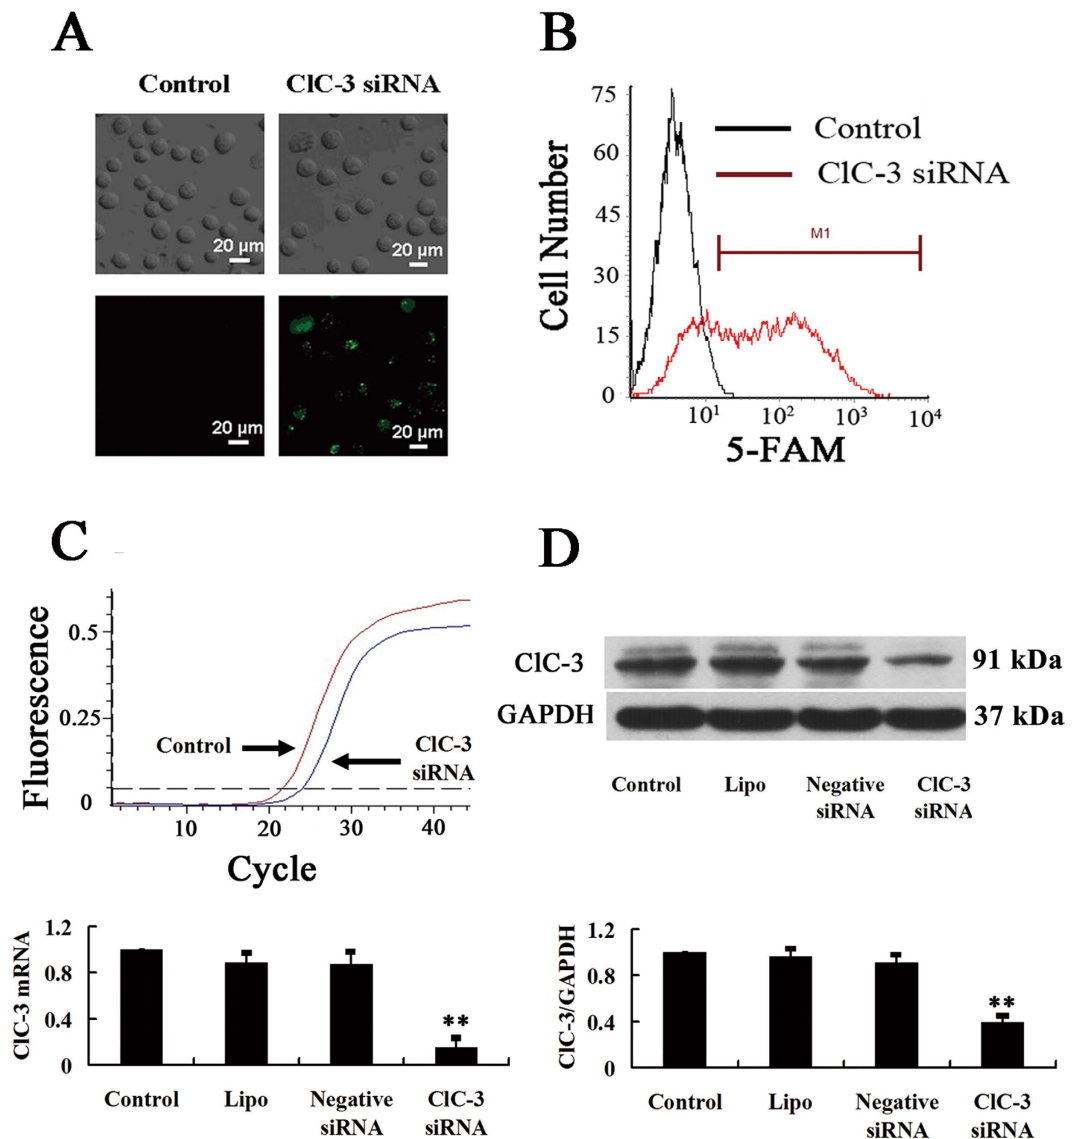 A
Control
ClC-3 siRNA
20 µm
20 µm
20 µm
20 µm
B
75
60
45
30
15
0
Cell Number
Control
ClC-3 siRNA
M1
10¹
10²
10³
10⁴
5-FAM
C
Fluorescence
0.5
0.25
0
Control
ClC-3
siRNA
10
20
30
40
Cycle
ClC-3 mRNA
1.2
0.8
0.4
0
**
Control
Lipo
Negative
siRNA
ClC-3
siRNA
D
ClC-3
91 kDa
GAPDH
37 kDa
Control
Lipo
Negative
siRNA
ClC-3
siRNA
ClC-3/GAPDH
1.2
0.8
0.4
0
**
Control
Lipo
Negative
siRNA
ClC-3
siRNA